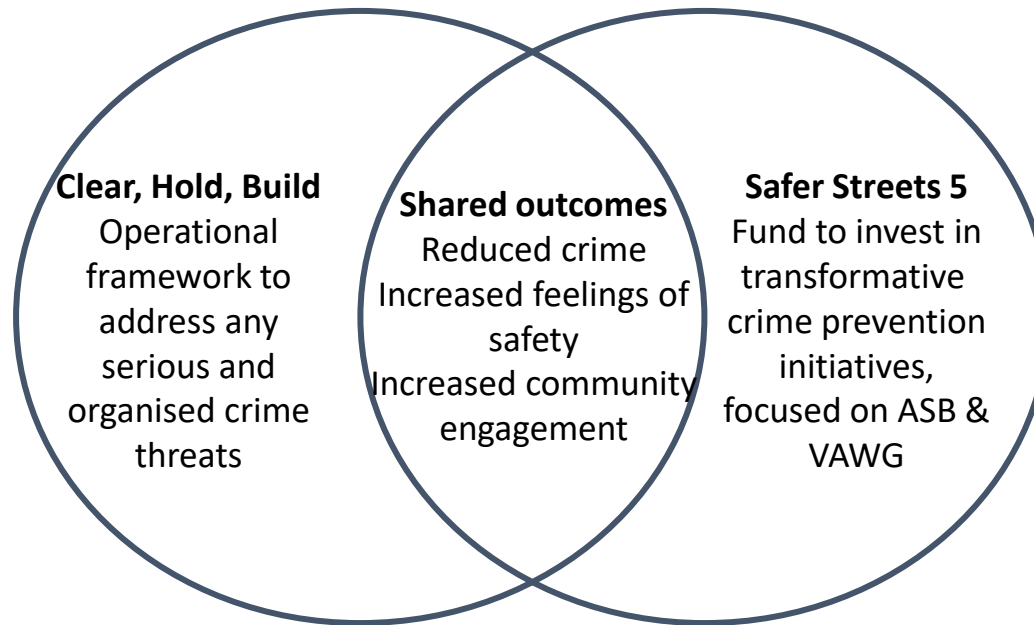 Clear, Hold, Build
Operational
framework to
address any
serious and
organised crime
threats
Shared outcomes
Reduced crime
Increased feelings of
safety
Increased community
engagement
Safer Streets 5
Fund to invest in
transformative
crime prevention
initiatives,
focused on ASB &
VAWG